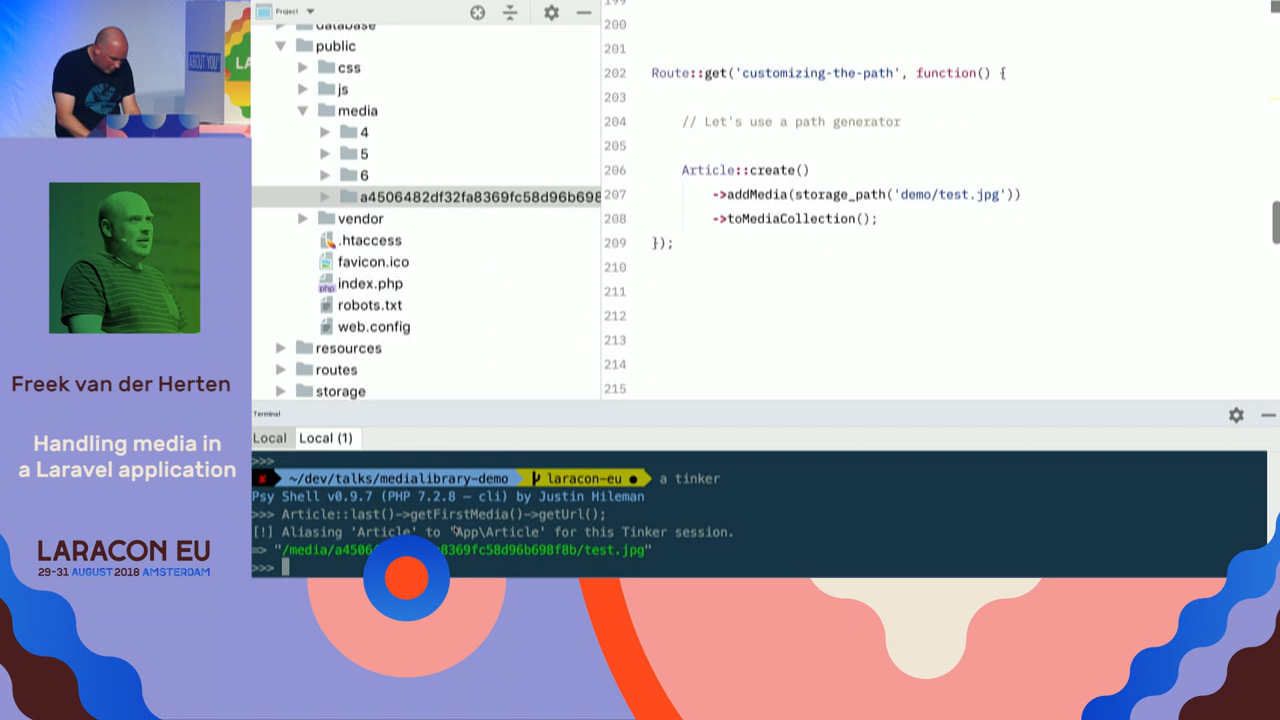 ABOUT YOU
LA
Freek van der Herten
Handling media in
a Laravel application
LARACON EU
29-31 AUGUST 2018 AMSTERDAM
Project
database
public
css
js
media
4
5
6
a4506482df32fa8369fc58d96b698
vendor
.htaccess
favicon.ico
index.php
robots.txt
web.config
resources
routes
storage
199
200
201
202 Route::get('customizing-the-path', function() {
203
204 // Let's use a path generator
205
206 Article::create()
207 ->addMedia(storage_path('demo/test.jpg'))
208 ->toMediaCollection();
209 });
210
211
212
213
214
215
Terminal
Local Local (1)
>>>
~/dev/talks/medialibrary-demo laracon-eu ● a tinker
Psy Shell v0.9.7 (PHP 7.2.8 — cli) by Justin Hileman
>>> Article::last()->getFirstMedia()->getUrl();
[!] Aliasing 'Article' to 'App\Article' for this Tinker session.
=> "/media/a4506 8369fc58d96b698f8b/test.jpg"
>>>